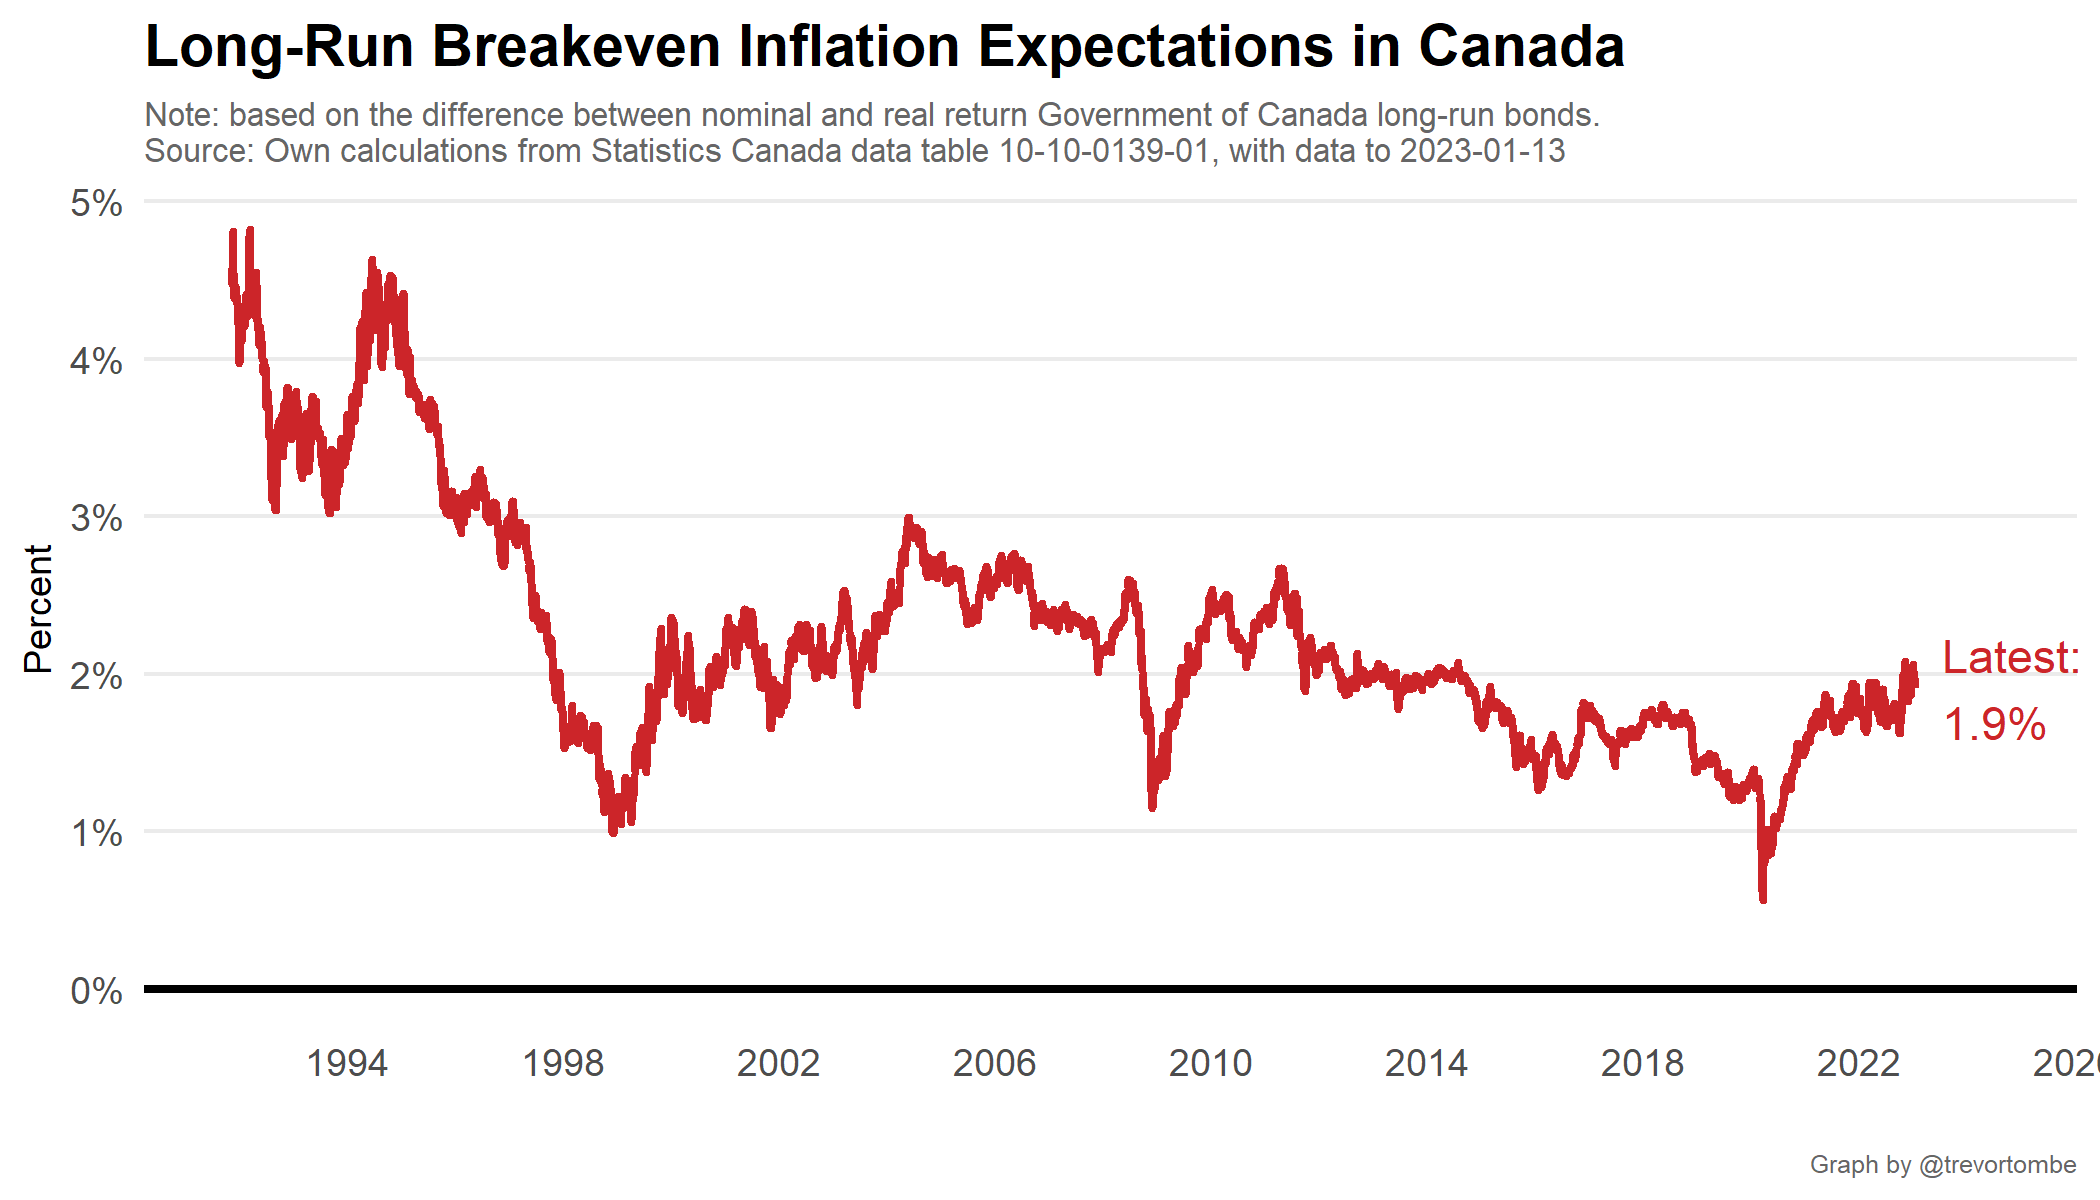 Long-Run Breakeven Inflation Expectations in Canada
Note: based on the difference between nominal and real return Government of Canada long-run bonds.
Source: Own calculations from Statistics Canada data table 10-10-0139-01, with data to 2023-01-13
Percent
5%
4%
3%
2%
1%
0%
Latest:
1.9%
1994 1998 2002 2006 2010 2014 2018 2022 202
Graph by @trevortombe